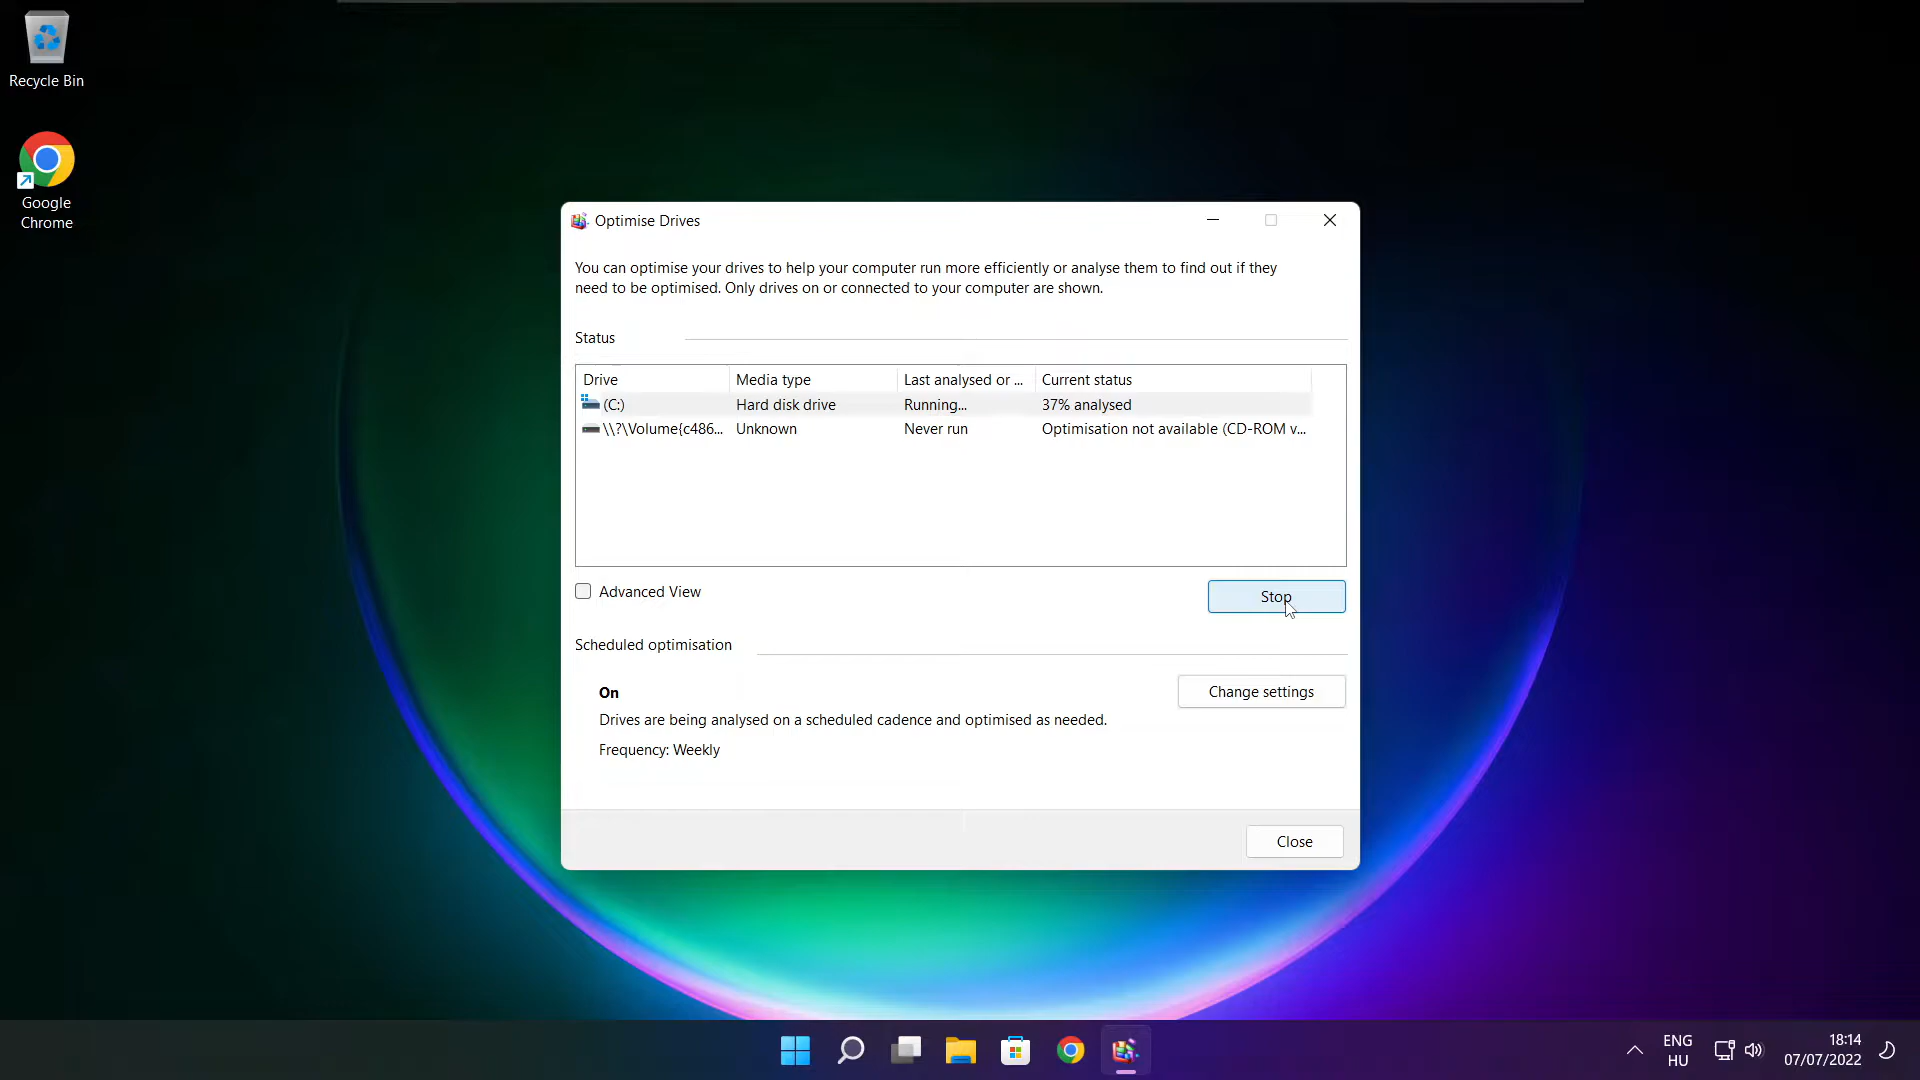 Recycle Bin
Google
Chrome
Optimise Drives
You can optimise your drives to help your computer run more efficiently or analyse them to find out if they
need to be optimised. Only drives on or connected to your computer are shown.
Status
Drive Media type Last analysed or ... Current status
(C:) Hard disk drive Running... 37% analysed
\\?\Volume{c486... Unknown Never run Optimisation not available (CD-ROM v...
Advanced View
Stop
Scheduled optimisation
On
Change settings
Drives are being analysed on a scheduled cadence and optimised as needed.
Frequency: Weekly
Close
ENG
HU
18:14
07/07/2022